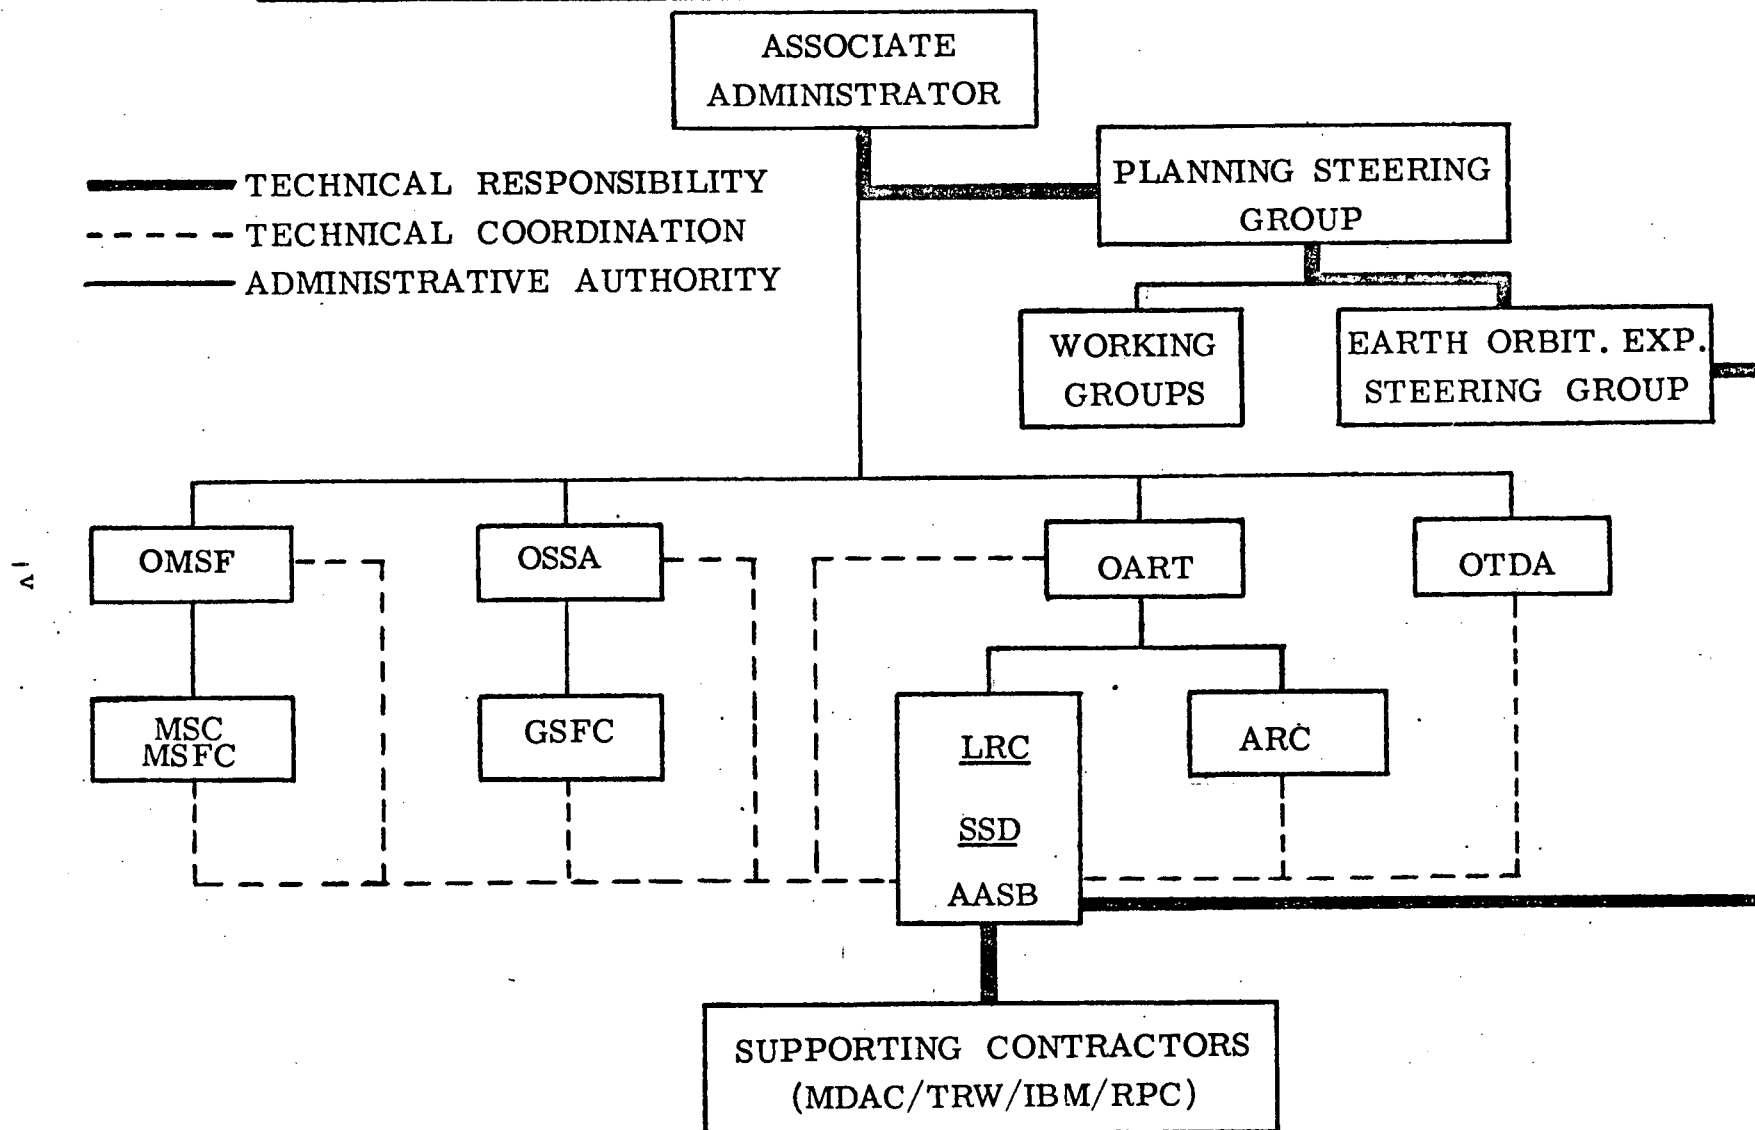 ASSOCIATE
ADMINISTRATOR
PLANNING STEERING
GROUP
TECHNICAL RESPONSIBILITY
TECHNICAL COORDINATION
ADMINISTRATIVE AUTHORITY
WORKING
GROUPS
EARTH ORBIT. EXP.
STEERING GROUP
OMSF
OSSA
OART
OTDA
MSC
MSFC
GSFC
LRC
SSD
AASB
ARC
SUPPORTING CONTRACTORS
(MDAC/TRW/IBM/RPC)